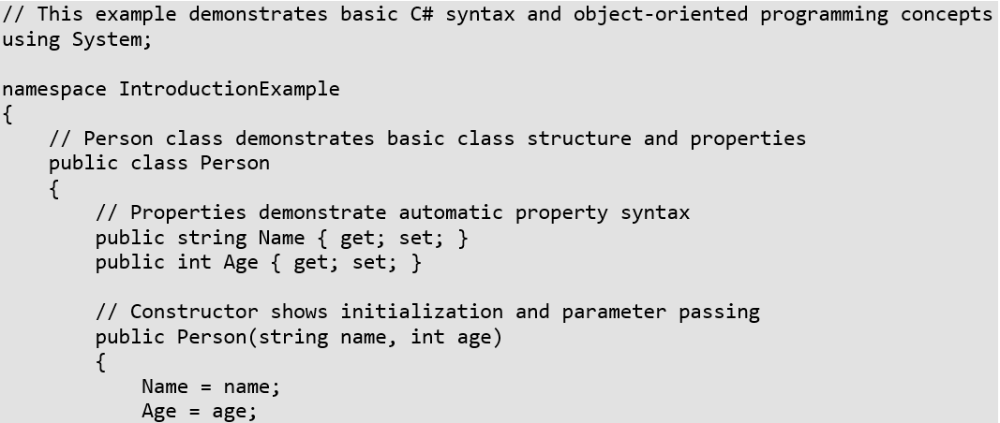 // This example demonstrates basic C# syntax and object-oriented programming concepts
using System;

namespace IntroductionExample
{
    // Person class demonstrates basic class structure and properties
    public class Person
    {
        // Properties demonstrate automatic property syntax
        public string Name { get; set; }
        public int Age { get; set; }

        // Constructor shows initialization and parameter passing
        public Person(string name, int age)
        {
            Name = name;
            Age = age;